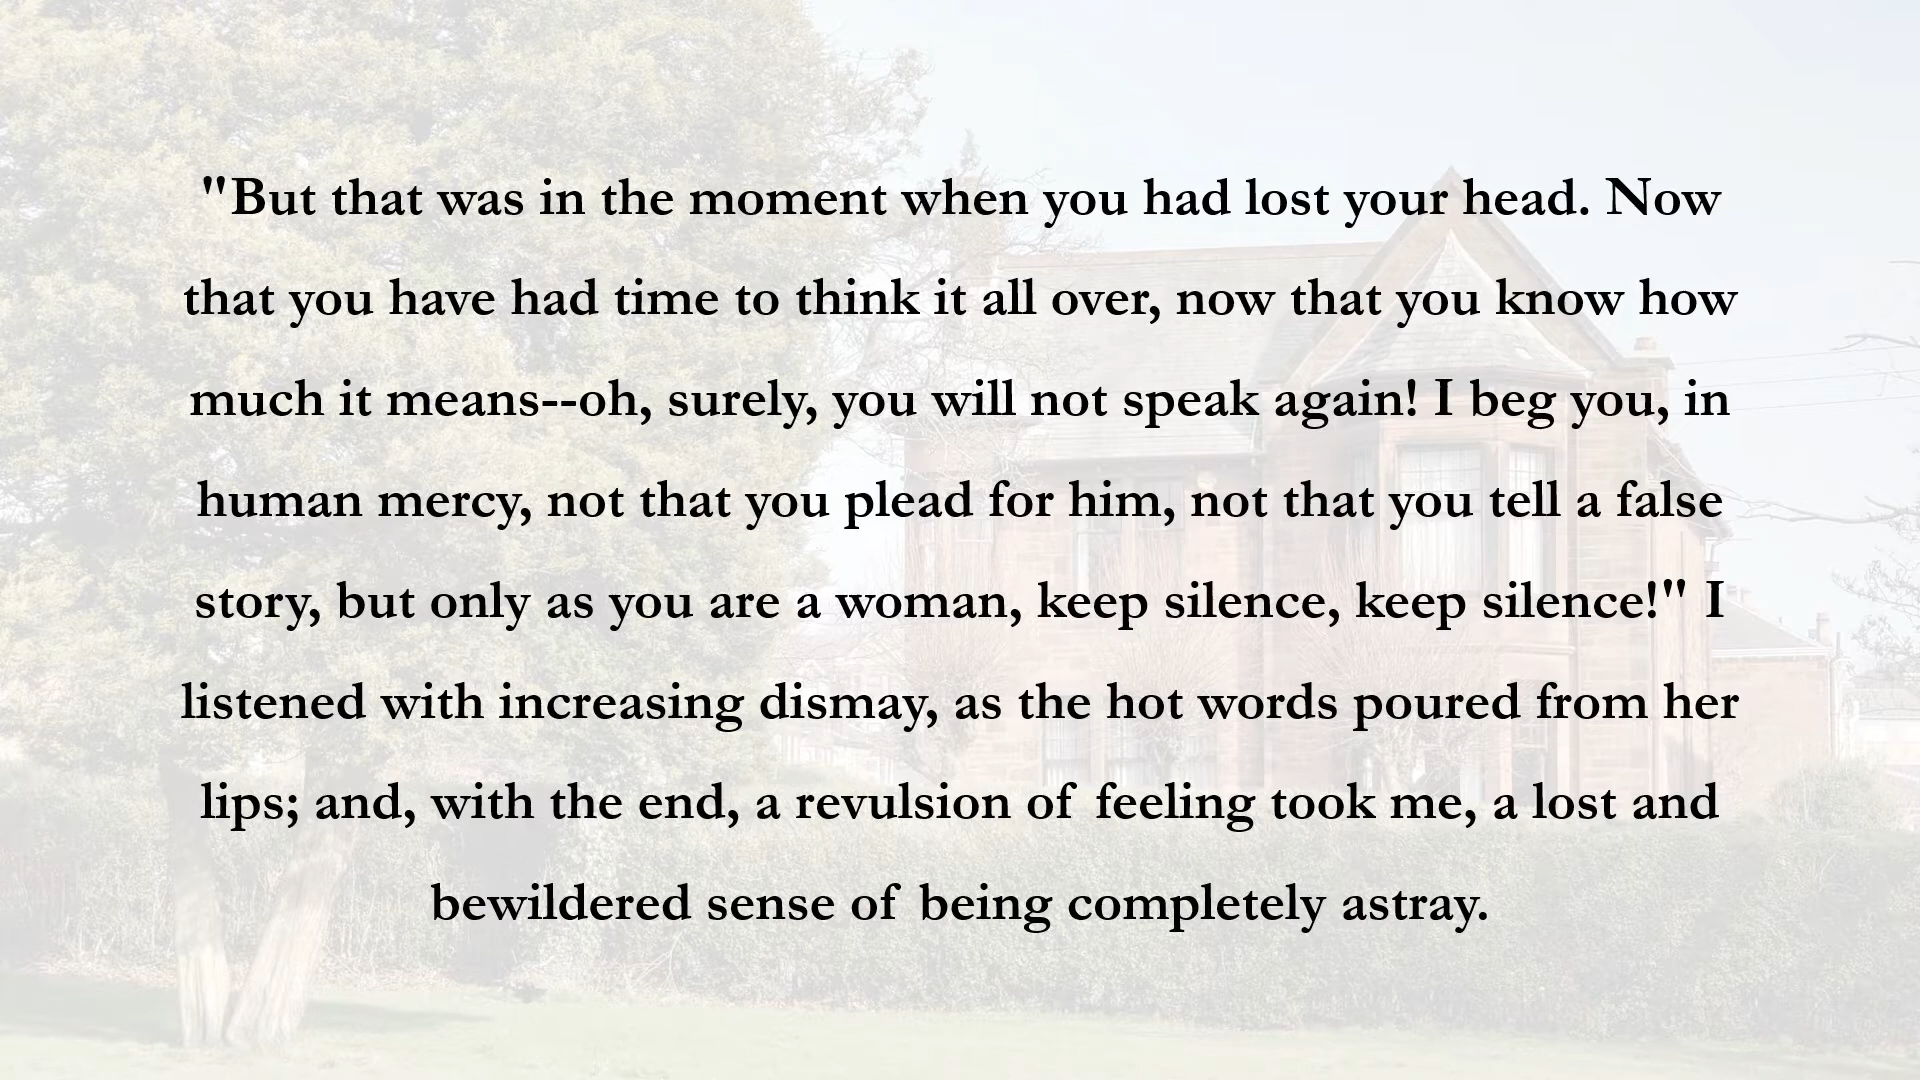 "But that was in the moment when you had lost your head. Now
that you have had time to think it all over, now that you know how
much it means--oh, surely, you will not speak again! I beg you, in
human mercy, not that you plead for him, not that you tell a false
story, but only as you are a woman, keep silence, keep silence!" I
listened with increasing dismay, as the hot words poured from her
lips; and, with the end, a revulsion of feeling took me, a lost and
bewildered sense of being completely astray.